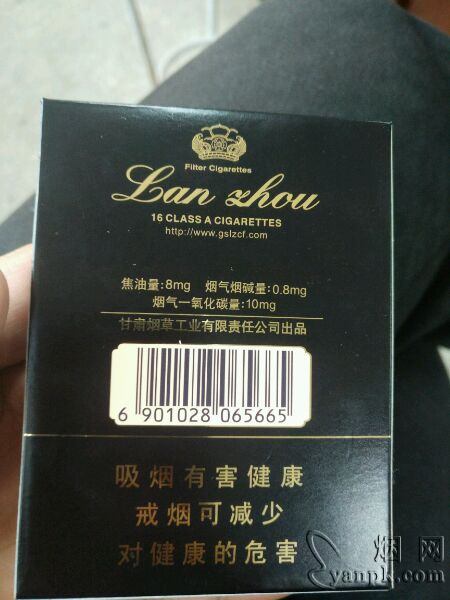 Filter Cigarettes
Lan zhou
16 CLASS A CIGARETTES
http://www.gslzcf.com
焦油量:8mg 烟气烟碱量:0.8mg
烟气一氧化碳量:10mg
甘肃烟草工业有限责任公司出品
6 901028 065665
吸烟有害健康
戒烟可减少
对健康的危害
烟网
yanpk.com